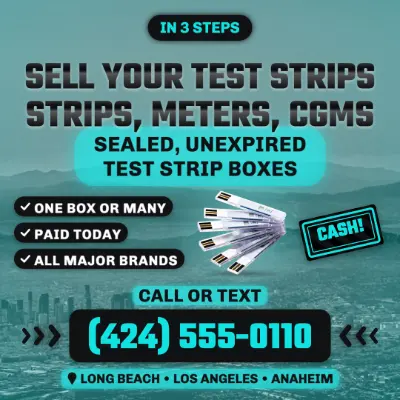 IN 3 STEPS
SELL YOUR TEST STRIPS
STRIPS, METERS, CGMS
SEALED, UNEXPIRED
TEST STRIP BOXES
ONE BOX OR MANY
PAID TODAY
ALL MAJOR BRANDS
CASH!
CALL OR TEXT
(424) 555-0110
LONG BEACH • LOS ANGELES • ANAHEIM